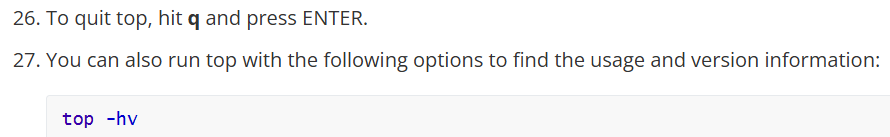 26. To quit top, hit q and press ENTER.
27. You can also run top with the following options to find the usage and version information:
top -hv